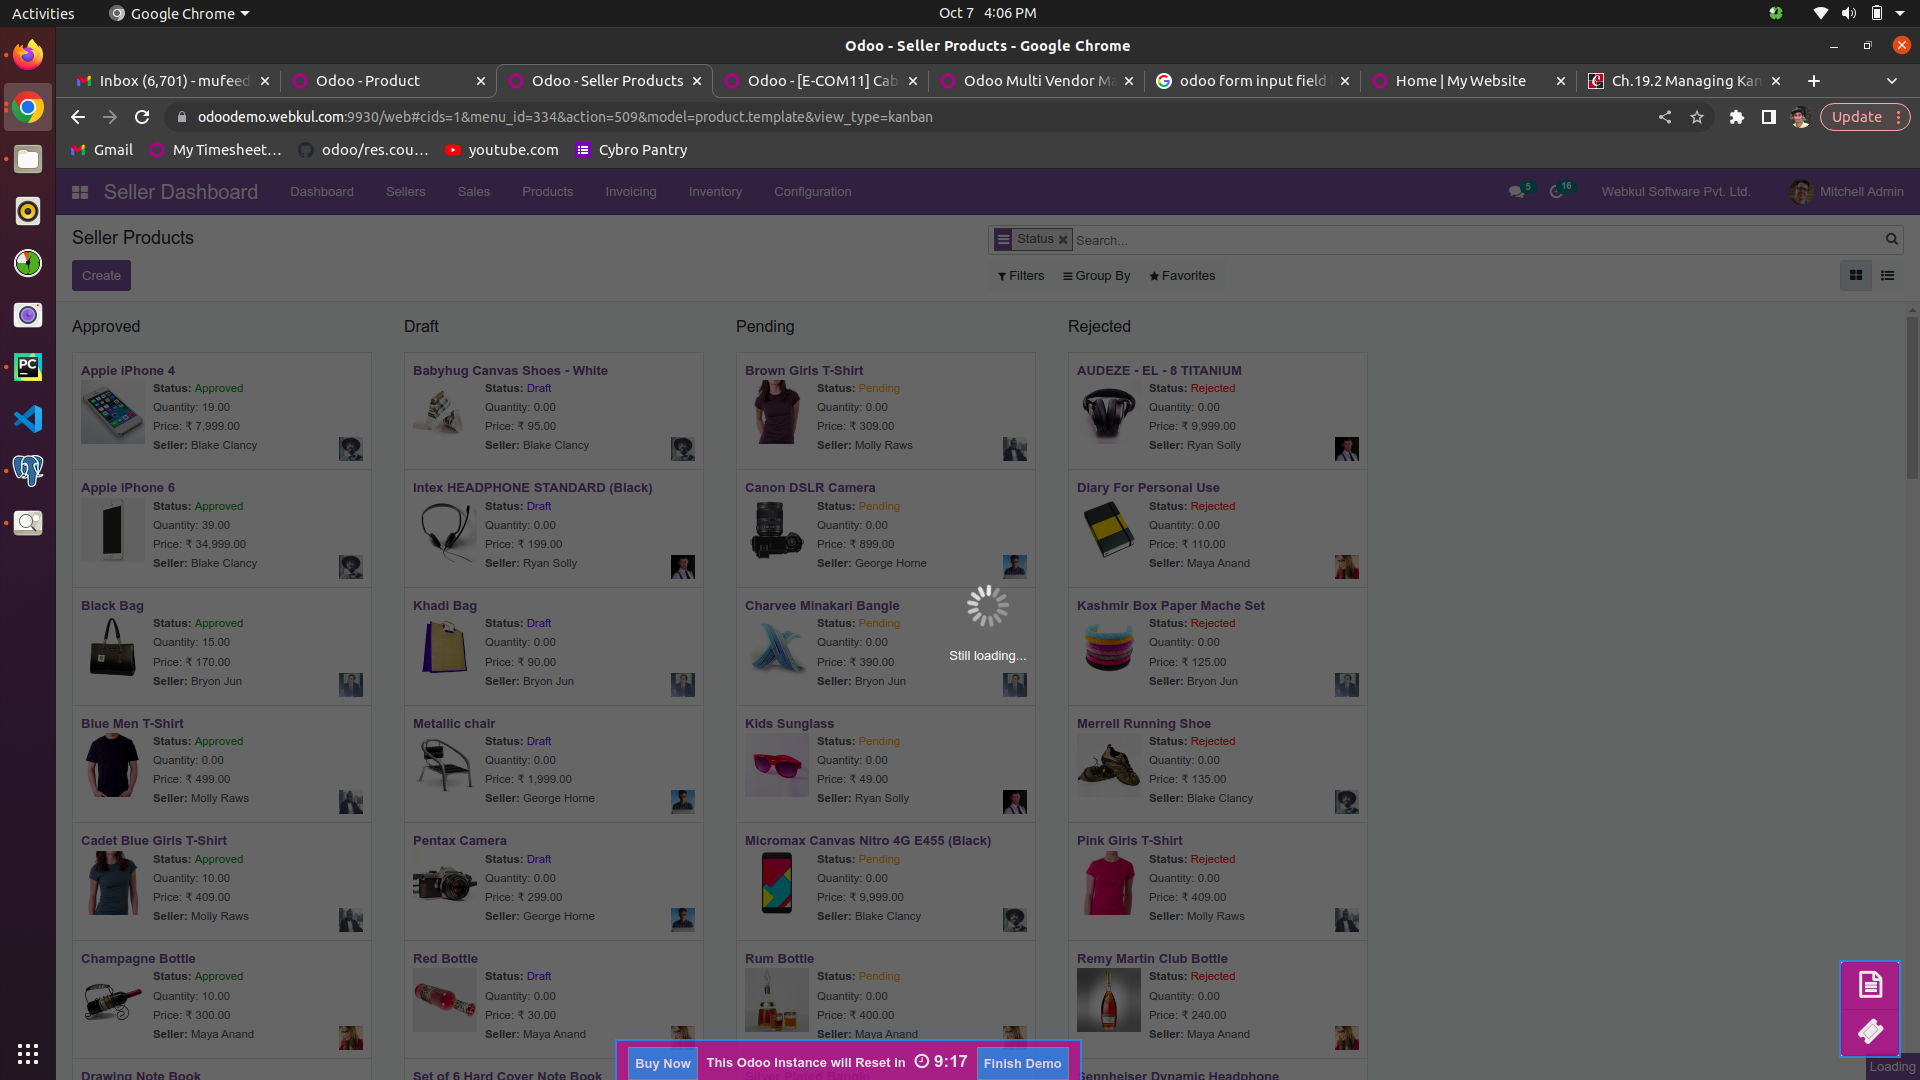 Activities
Google Chrome
Oct 7 4:06 PM
Odoo - Seller Products - Google Chrome
Inbox (6,701) - mufeed
Odoo - Product
Odoo - Seller Products
Odoo - [E-COM11] Cab
Odoo Multi Vendor Ma
odoo form input field
Home | My Website
Ch.19.2 Managing Kan
odoodemo.webkul.com:9930/web#cids=1&menu_id=334&action=509&model=product.template&view_type=kanban
Update
Gmail
My Timesheet...
odoo/res.cou...
youtube.com
Cybro Pantry
Seller Dashboard
Dashboard
Sellers
Sales
Products
Invoicing
Inventory
Configuration
5
16
Webkul Software Pvt. Ltd.
Mitchell Admin
Seller Products
Status
Search...
Create
Filters
Group By
Favorites
Approved
Apple iPhone 4
Status: Approved
Quantity: 19.00
Price: ₹ 7,999.00
Seller: Blake Clancy
Apple iPhone 6
Status: Approved
Quantity: 39.00
Price: ₹ 34,999.00
Seller: Blake Clancy
Black Bag
Status: Approved
Quantity: 15.00
Price: ₹ 170.00
Seller: Bryon Jun
Blue Men T-Shirt
Status: Approved
Quantity: 0.00
Price: ₹ 499.00
Seller: Molly Raws
Cadet Blue Girls T-Shirt
Status: Approved
Quantity: 10.00
Price: ₹ 409.00
Seller: Molly Raws
Champagne Bottle
Status: Approved
Quantity: 10.00
Price: ₹ 300.00
Seller: Maya Anand
Drawing Note Book
Draft
Babyhug Canvas Shoes - White
Status: Draft
Quantity: 0.00
Price: ₹ 95.00
Seller: Blake Clancy
Intex HEADPHONE STANDARD (Black)
Status: Draft
Quantity: 0.00
Price: ₹ 199.00
Seller: Ryan Solly
Khadi Bag
Status: Draft
Quantity: 0.00
Price: ₹ 90.00
Seller: Bryon Jun
Metallic chair
Status: Draft
Quantity: 0.00
Price: ₹ 1,999.00
Seller: George Horne
Pentax Camera
Status: Draft
Quantity: 0.00
Price: ₹ 299.00
Seller: George Horne
Red Bottle
Status: Draft
Quantity: 0.00
Price: ₹ 30.00
Seller: Maya Anand
Set of 6 Hard Cover Note Book
Pending
Brown Girls T-Shirt
Status: Pending
Quantity: 0.00
Price: ₹ 309.00
Seller: Molly Raws
Canon DSLR Camera
Status: Pending
Quantity: 0.00
Price: ₹ 899.00
Seller: George Horne
Charvee Minakari Bangle
Status: Pending
Quantity: 0.00
Price: ₹ 390.00
Seller: Bryon Jun
Kids Sunglass
Status: Pending
Quantity: 0.00
Price: ₹ 49.00
Seller: Ryan Solly
Micromax Canvas Nitro 4G E455 (Black)
Status: Pending
Quantity: 0.00
Price: ₹ 9,999.00
Seller: Blake Clancy
Rum Bottle
Status: Pending
Quantity: 0.00
Price: ₹ 400.00
Seller: Maya Anand
Rejected
AUDEZE - EL - 8 TITANIUM
Status: Rejected
Quantity: 0.00
Price: ₹ 9,999.00
Seller: Ryan Solly
Diary For Personal Use
Status: Rejected
Quantity: 0.00
Price: ₹ 110.00
Seller: Maya Anand
Kashmir Box Paper Mache Set
Status: Rejected
Quantity: 0.00
Price: ₹ 125.00
Seller: Bryon Jun
Merrell Running Shoe
Status: Rejected
Quantity: 0.00
Price: ₹ 135.00
Seller: Blake Clancy
Pink Girls T-Shirt
Status: Rejected
Quantity: 0.00
Price: ₹ 409.00
Seller: Molly Raws
Remy Martin Club Bottle
Status: Rejected
Quantity: 0.00
Price: ₹ 240.00
Seller: Maya Anand
Sennheiser Dynamic Headphone
Still loading...
Buy Now
This Odoo Instance will Reset in 9:17
Finish Demo
Loading